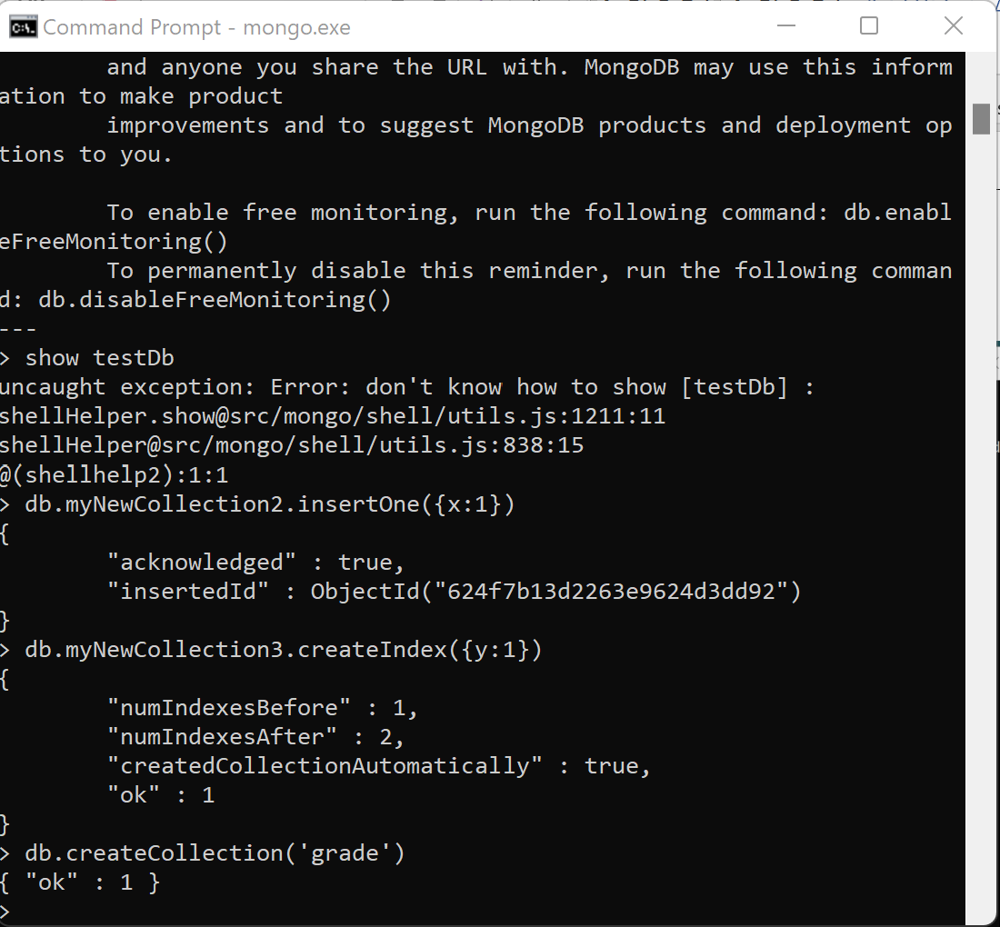 Command Prompt - mongo.exe
and anyone you share the URL with. MongoDB may use this inform
ation to make product
improvements and to suggest MongoDB products and deployment op
tions to you.
To enable free monitoring, run the following command: db.enabl
eFreeMonitoring()
To permanently disable this reminder, run the following comman
d: db.disableFreeMonitoring()
---
> show testDb
uncaught exception: Error: don't know how to show [testDb] :
shellHelper.show@src/mongo/shell/utils.js:1211:11
shellHelper@src/mongo/shell/utils.js:838:15
@(shellhelp2):1:1
> db.myNewCollection2.insertOne({x:1})
{
"acknowledged" : true,
"insertedId" : ObjectId("624f7b13d2263e9624d3dd92")
}
> db.myNewCollection3.createIndex({y:1})
{
"numIndexesBefore" : 1,
"numIndexesAfter" : 2,
"createdCollectionAutomatically" : true,
"ok" : 1
}
> db.createCollection('grade')
{ "ok" : 1 }
>